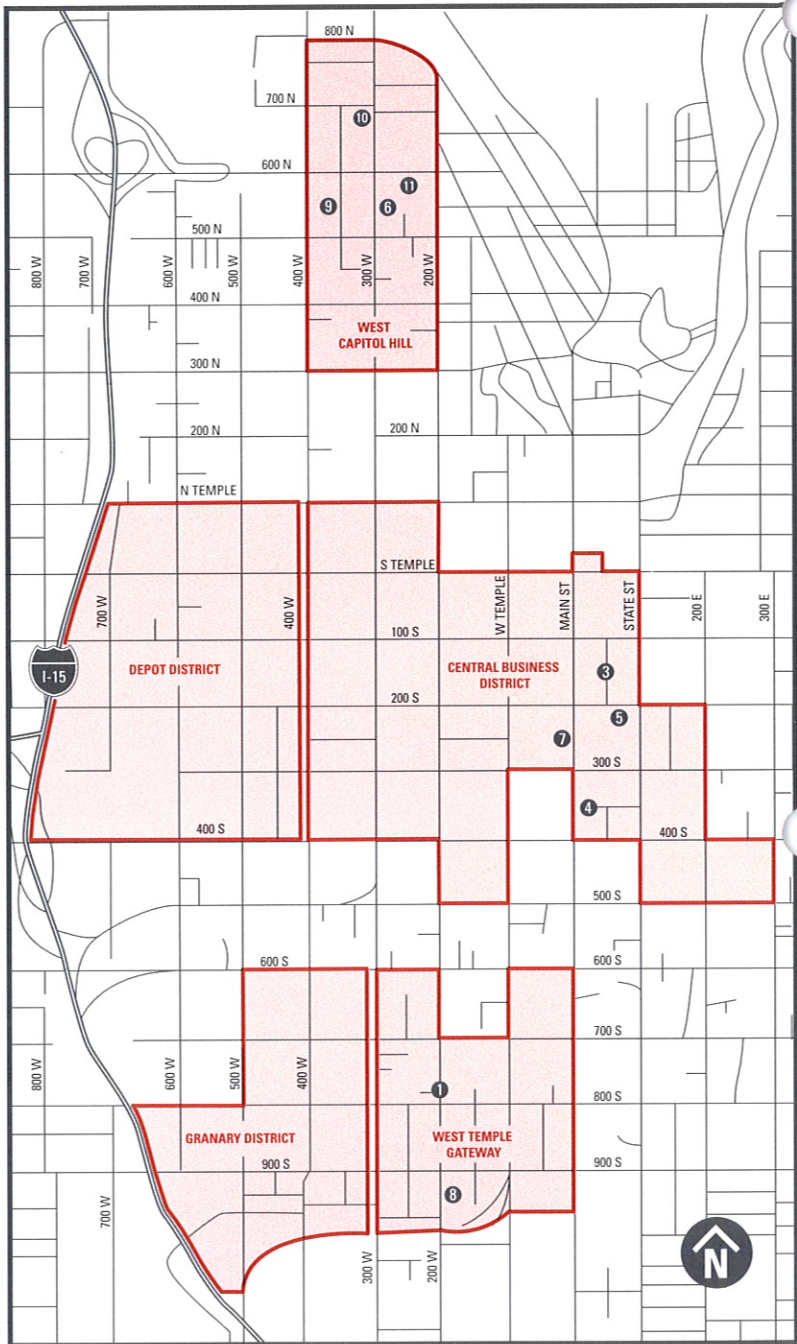 800 N
700 N
10
600 N
11
9
6
500 N
800 W
700 W
600 W
500 W
400 W
300 W
200 W
400 N
WEST
CAPITOL HILL
300 N
200 N
200 N
N TEMPLE
S TEMPLE
700 W
400 W
W TEMPLE
MAIN ST
STATE ST
200 E
300 E
100 S
I-15
DEPOT DISTRICT
CENTRAL BUSINESS
DISTRICT
3
200 S
5
7
300 S
4
400 S
400 S
500 S
600 S
600 S
700 S
800 W
600 W
500 W
400 W
1
800 S
GRANARY DISTRICT
WEST TEMPLE
GATEWAY
900 S
900 S
8
700 W
300 W
200 W
N